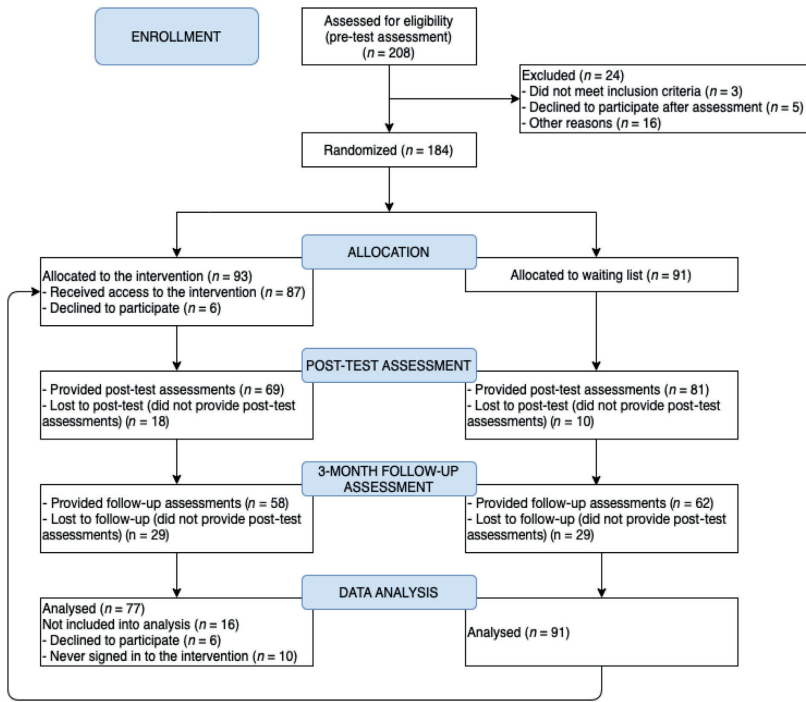 ENROLLMENT
Assessed for eligibility
(pre-test assessment)
(n = 208)
Excluded (n = 24)
- Did not meet inclusion criteria (n = 3)
- Declined to participate after assessment (n = 5)
- Other reasons (n = 16)
Randomized (n = 184)
ALLOCATION
Allocated to the intervention (n = 93)
- Received access to the intervention (n = 87)
- Declined to participate (n = 6)
Allocated to waiting list (n = 91)
POST-TEST ASSESSMENT
- Provided post-test assessments (n = 69)
- Lost to post-test (did not provide post-test
assessments) (n = 18)
- Provided post-test assessments (n = 81)
- Lost to post-test (did not provide post-test
assessments) (n = 10)
3-MONTH FOLLOW-UP
ASSESSMENT
- Provided follow-up assessments (n = 58)
- Lost to follow-up (did not provide post-test
assessments) (n = 29)
- Provided follow-up assessments (n = 62)
- Lost to follow-up (did not provide post-test
assessments) (n = 29)
DATA ANALYSIS
Analysed (n = 77)
Not included into analysis (n = 16)
- Declined to participate (n = 6)
- Never signed in to the intervention (n = 10)
Analysed (n = 91)